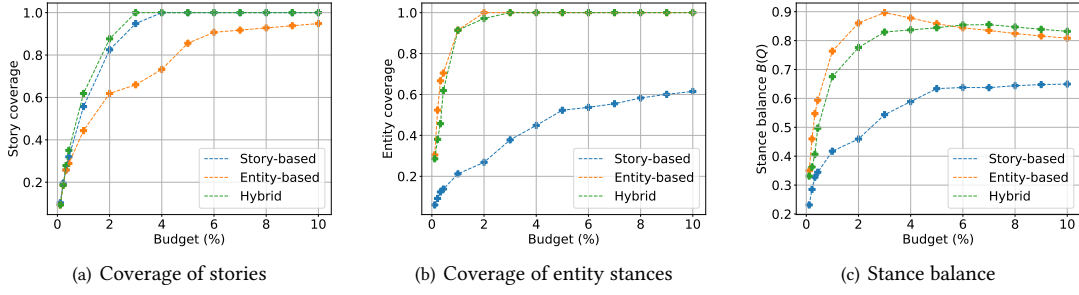 1.0
0.8
0.6
0.4
0.2
Story coverage
Story-based
Entity-based
Hybrid
0 2 4 6 8 10
Budget (%)
(a) Coverage of stories
1.0
0.8
0.6
0.4
0.2
Entity coverage
Story-based
Entity-based
Hybrid
0 2 4 6 8 10
Budget (%)
(b) Coverage of entity stances
0.9
0.8
0.7
0.6
0.5
0.4
0.3
0.2
Stance balance B(Q)
Story-based
Entity-based
Hybrid
0 2 4 6 8 10
Budget (%)
(c) Stance balance